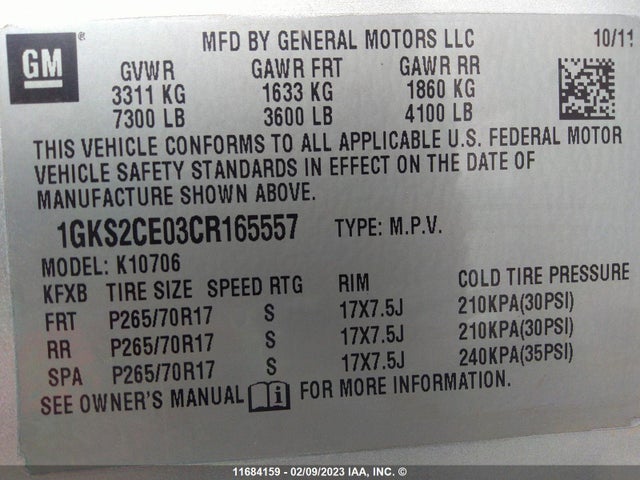 GM ®
MFD BY GENERAL MOTORS LLC 10/11
GVWR GAWR FRT GAWR RR
3311 KG 1633 KG 1860 KG
7300 LB 3600 LB 4100 LB
THIS VEHICLE CONFORMS TO ALL APPLICABLE U.S. FEDERAL MOTOR
VEHICLE SAFETY STANDARDS IN EFFECT ON THE DATE OF
MANUFACTURE SHOWN ABOVE.
1GKS2CE03CR165557 TYPE: M.P.V.
MODEL: K10706
KFXB TIRE SIZE SPEED RTG RIM COLD TIRE PRESSURE
FRT P265/70R17 S 17X7.5J 210KPA(30PSI)
RR P265/70R17 S 17X7.5J 210KPA(30PSI)
SPA P265/70R17 S 17X7.5J 240KPA(35PSI)
SEE OWNER'S MANUAL FOR MORE INFORMATION.
11684159 - 02/09/2023 IAA, INC. ©